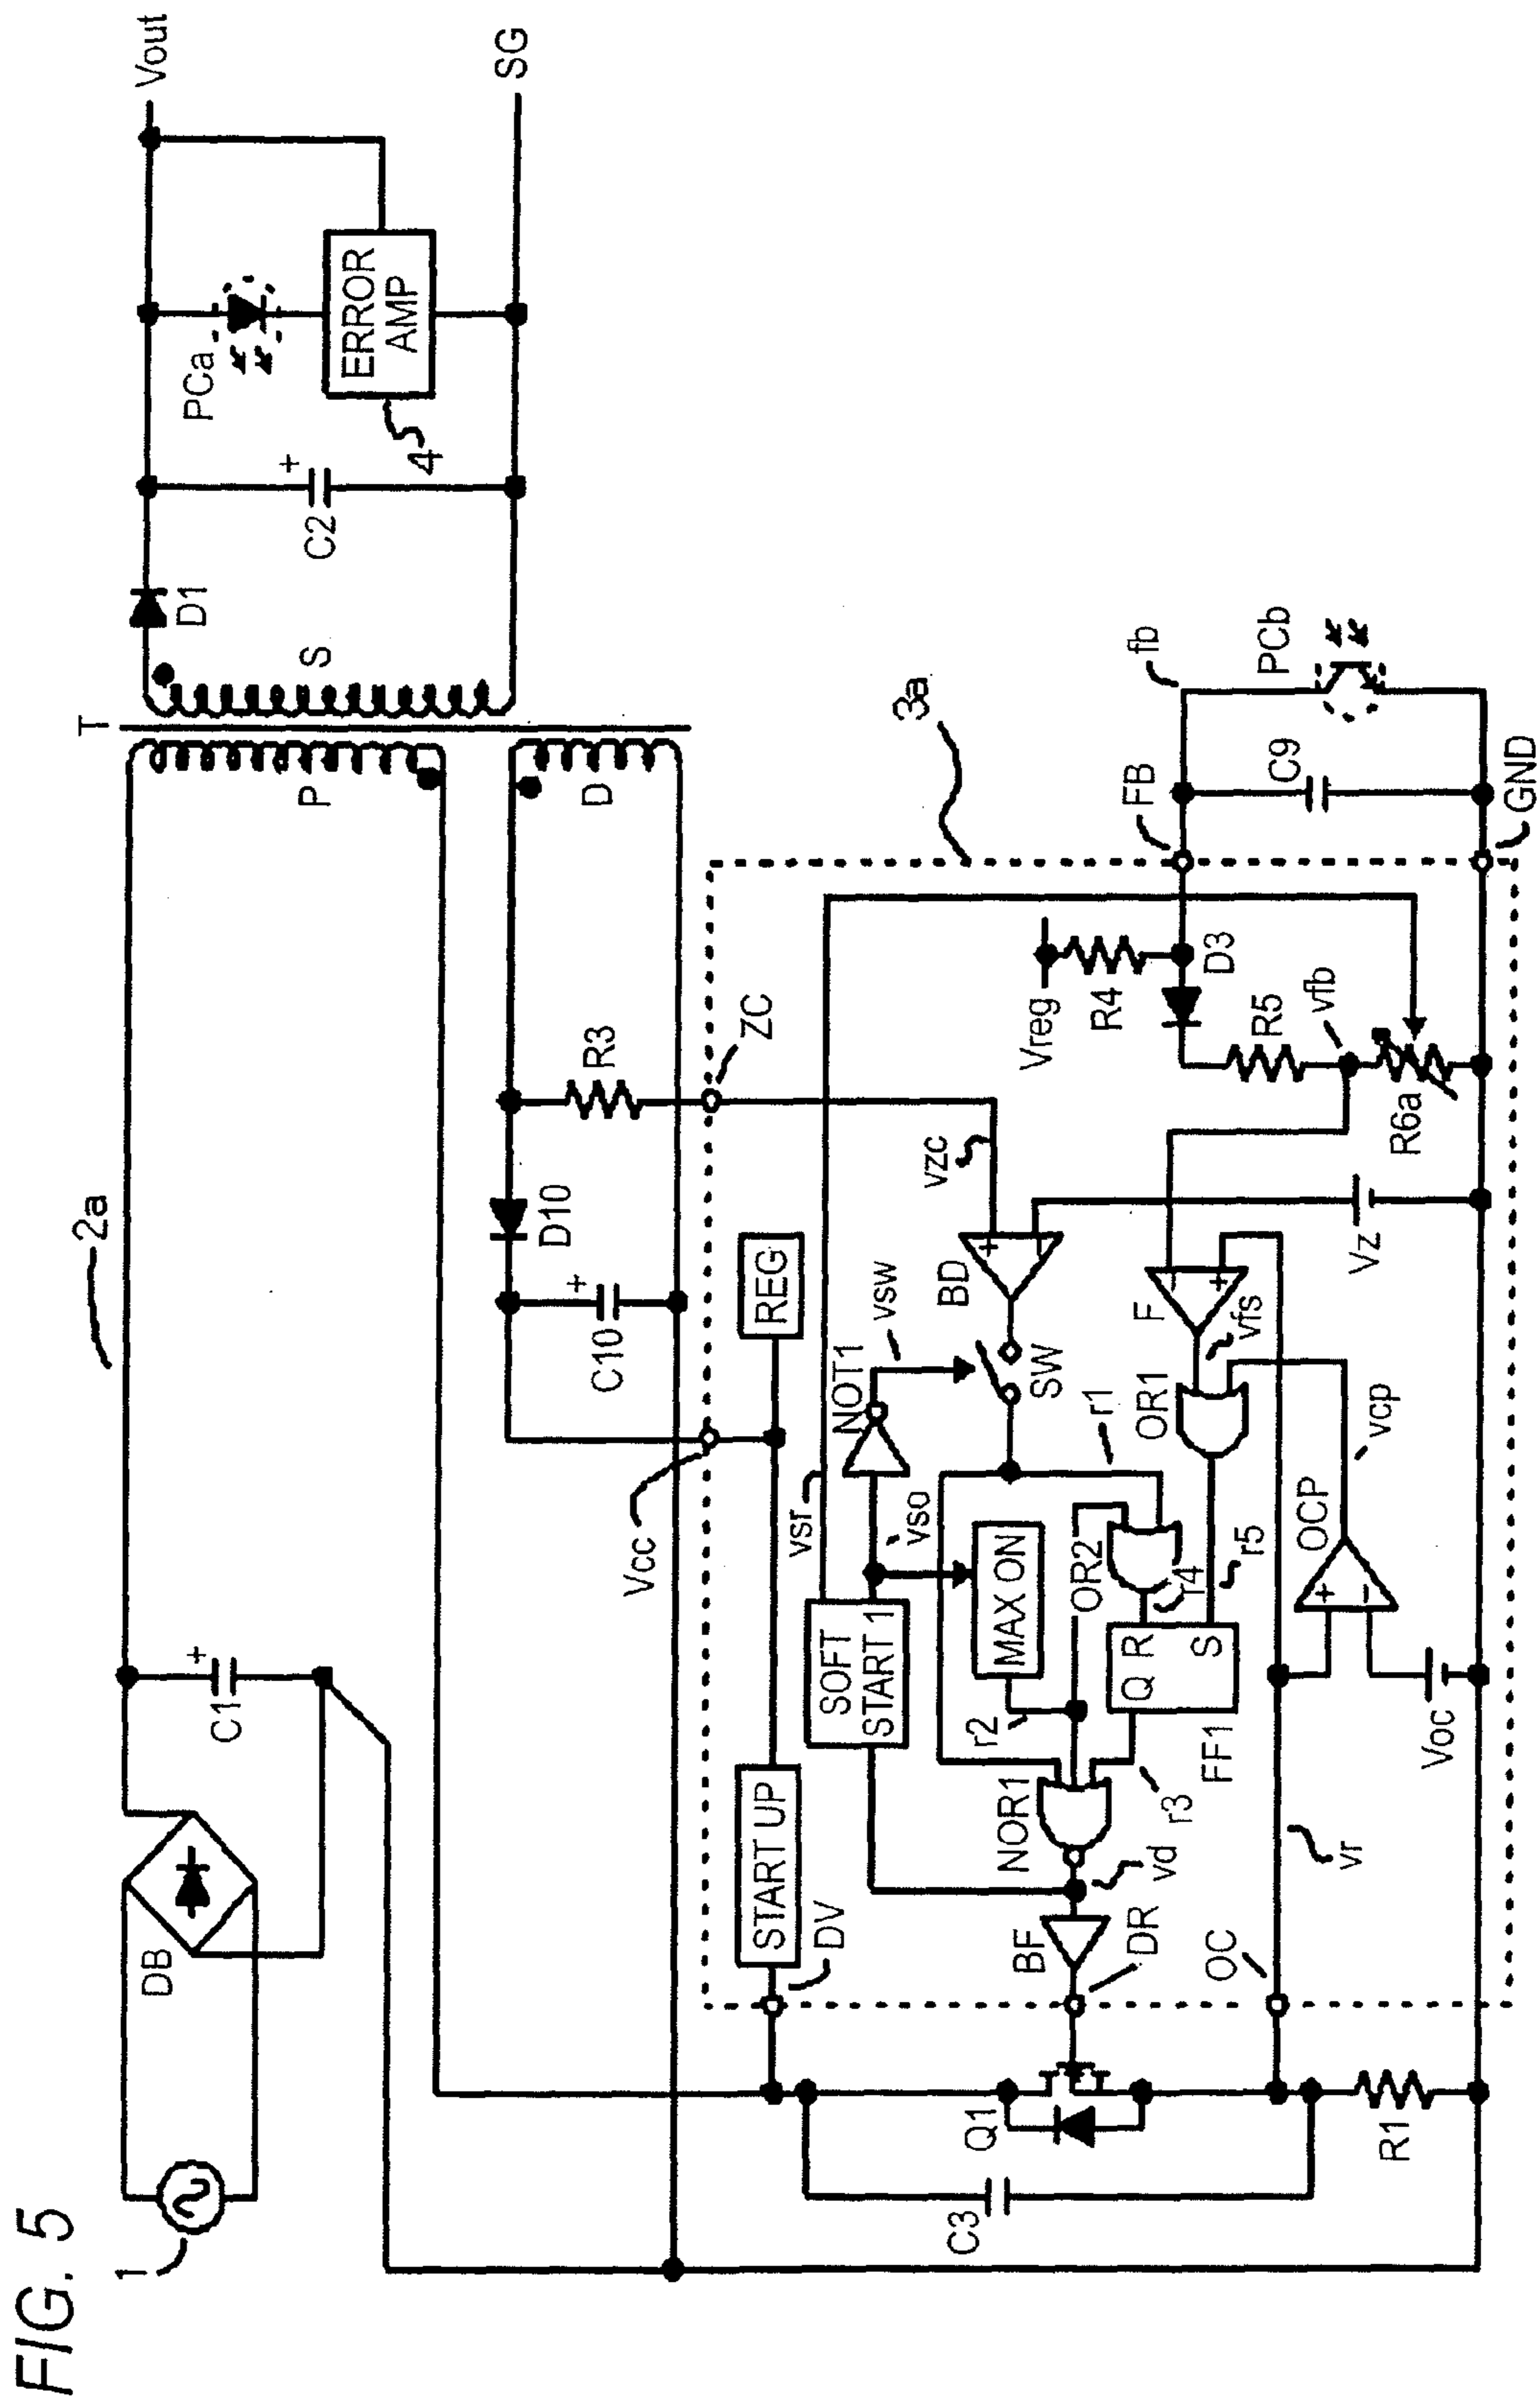 FIG. 5
1
DB
C1
+
2a
P
T
S
D1
C2
+
4
PCa
ERROR
AMP
Vout
SG
D
D10
C10
+
R3
ZC
3a
Vcc
REG
START UP
DV
SOFT
START 1
vsr
vso
NOT1
vsw
MAX ON
r2
BD
+
−
vzc
SW
r1
OR2
r4
NOR1
vd
BF
DR
Q R
S
FF1
r3
r5
OR1
F
−
+
vfs
Vreg
R4
D3
R5
vfb
R6a
FB
fb
C9
PCb
GND
Vz
OCP
+
−
vcp
Voc
vr
OC
Q1
C3
R1